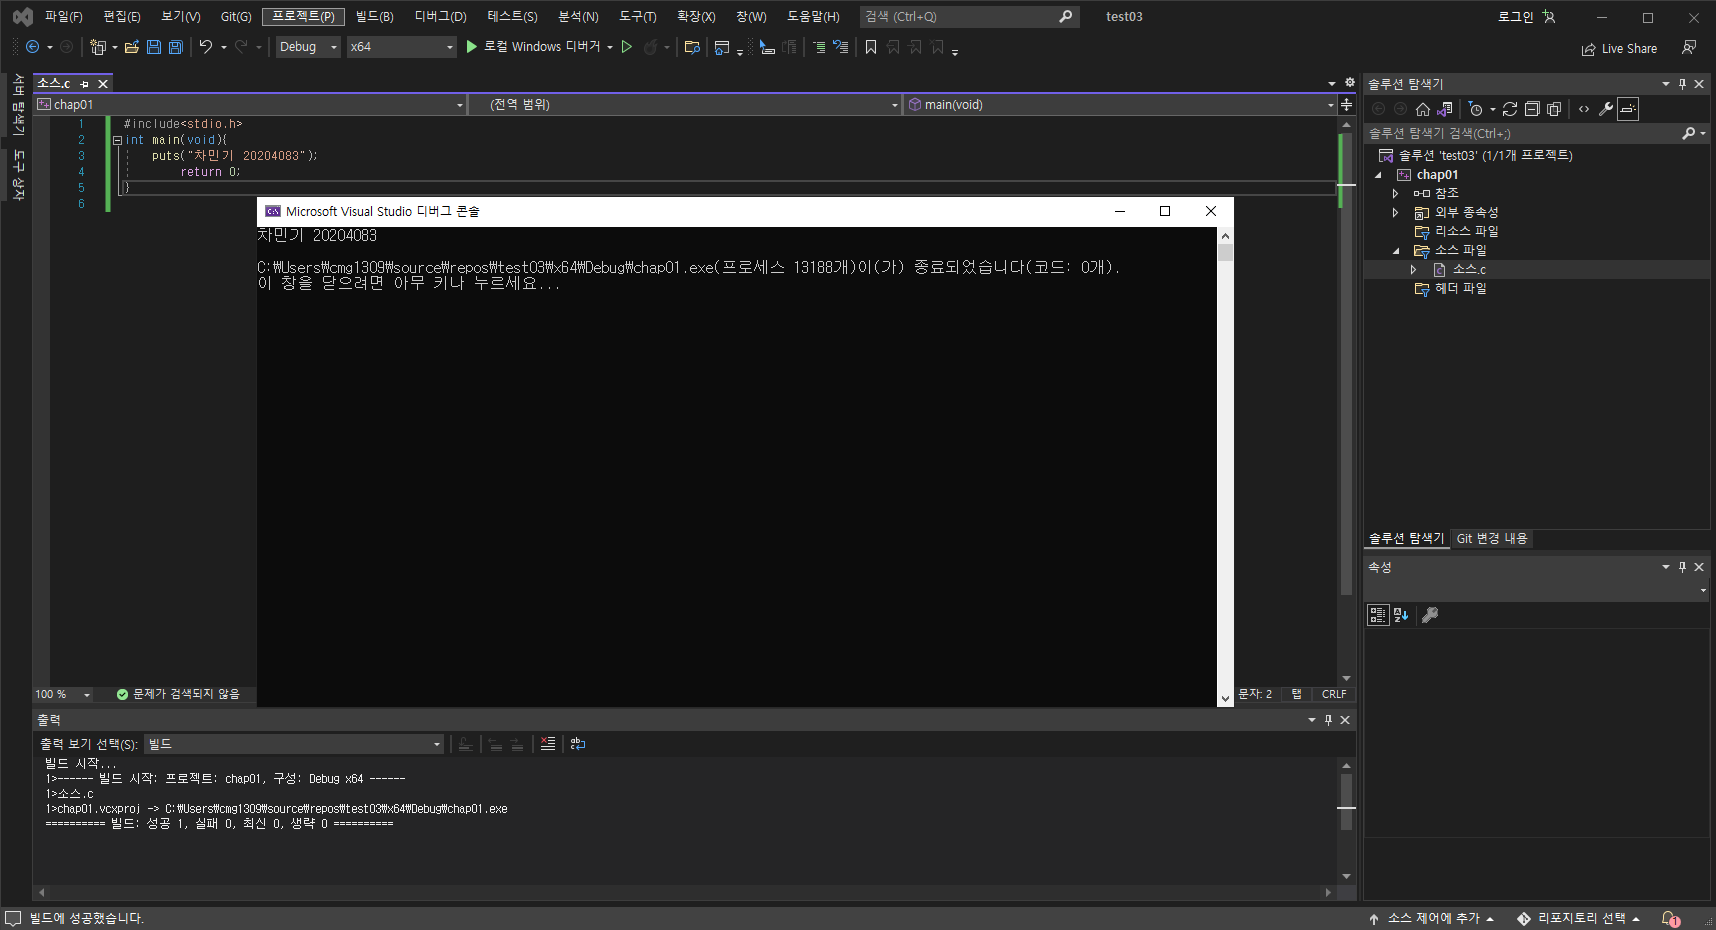 파일(F) 편집(E) 보기(V) Git(G) 프로젝트(P) 빌드(B) 디버그(D) 테스트(S) 분석(N) 도구(T) 확장(X) 창(W) 도움말(H) 검색 (Ctrl+Q) test03 로그인
Debug x64 로컬 Windows 디버거 Live Share
서버 탐색기
도구 상자
소스.c
chap01 (전역 범위) main(void)
1 #include<stdio.h>
2 int main(void){
3 puts("차민기 20204083");
4 return 0;
5 }
6
Microsoft Visual Studio 디버그 콘솔
차민기 20204083
C:₩Users₩cmg1309₩source₩repos₩test03₩x64₩Debug₩chap01.exe(프로세스 13188개)이(가) 종료되었습니다(코드: 0개).
이 창을 닫으려면 아무 키나 누르세요...
100 % 문제가 검색되지 않음 문자: 2 탭 CRLF
출력
출력 보기 선택(S): 빌드
빌드 시작...
1>------ 빌드 시작: 프로젝트: chap01, 구성: Debug x64 ------
1>소스.c
1>chap01.vcxproj -> C:₩Users₩cmg1309₩source₩repos₩test03₩x64₩Debug₩chap01.exe
========== 빌드: 성공 1, 실패 0, 최신 0, 생략 0 ==========
솔루션 탐색기
솔루션 탐색기 검색(Ctrl+;)
솔루션 'test03' (1/1개 프로젝트)
chap01
참조
외부 종속성
리소스 파일
소스 파일
소스.c
헤더 파일
솔루션 탐색기 Git 변경 내용
속성
빌드에 성공했습니다. 소스 제어에 추가 리포지토리 선택 1